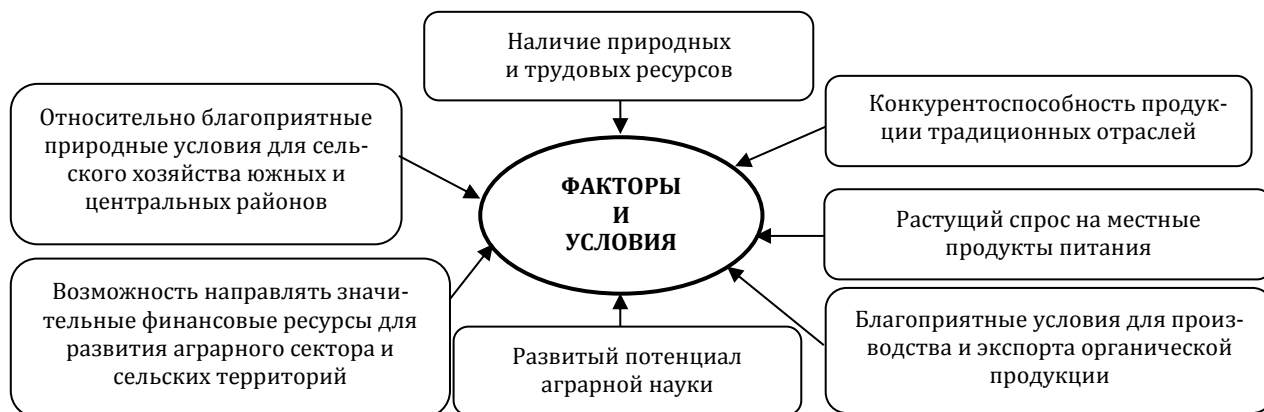 Наличие природных
и трудовых ресурсов
Относительно благоприятные
природные условия для сель-
ского хозяйства южных и
центральных районов
Конкурентоспособность продук-
ции традиционных отраслей
ФАКТОРЫ
И
УСЛОВИЯ
Растущий спрос на местные
продукты питания
Возможность направлять значи-
тельные финансовые ресурсы для
развития аграрного сектора и
сельских территорий
Развитый потенциал
аграрной науки
Благоприятные условия для произ-
водства и экспорта органической
продукции